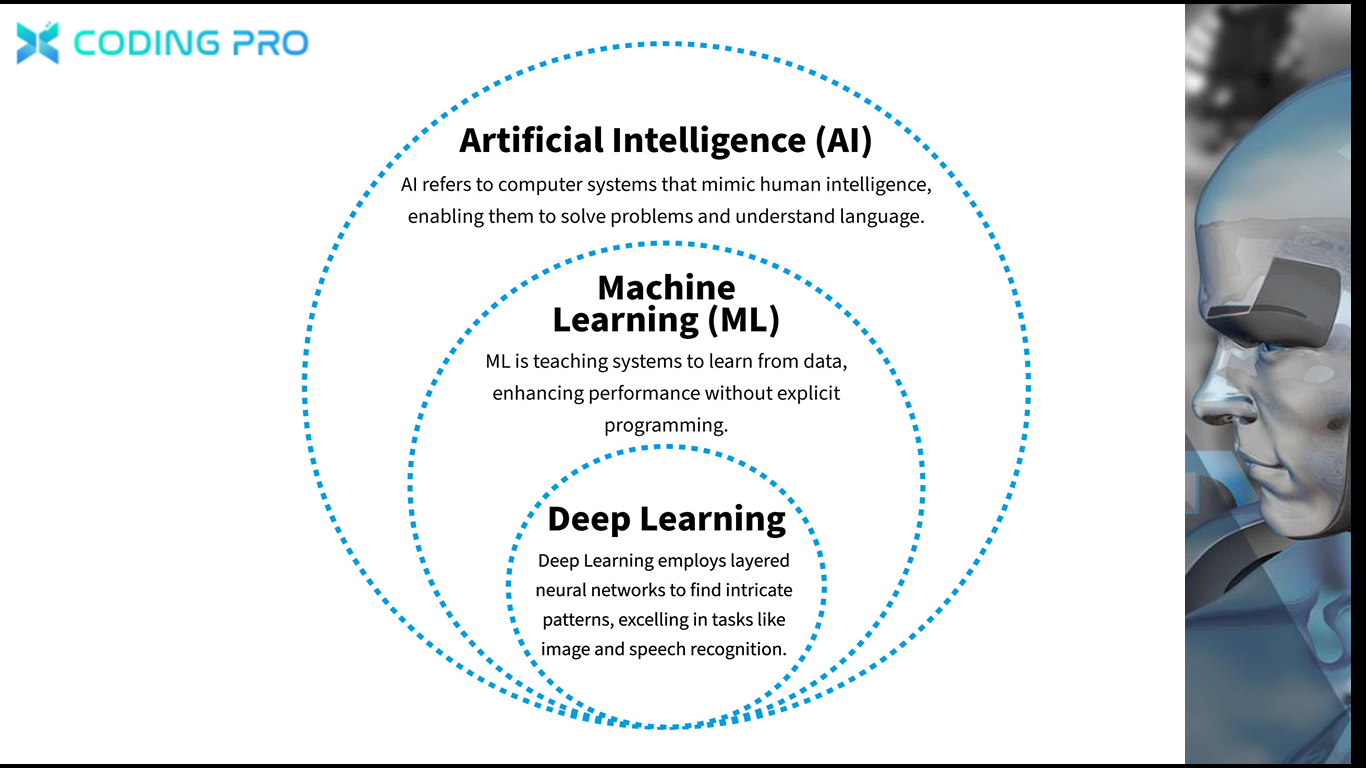 CODING PRO
Artificial Intelligence (AI)
AI refers to computer systems that mimic human intelligence,
enabling them to solve problems and understand language.
Machine
Learning (ML)
ML is teaching systems to learn from data,
enhancing performance without explicit
programming.
Deep Learning
Deep Learning employs layered
neural networks to find intricate
patterns, excelling in tasks like
image and speech recognition.